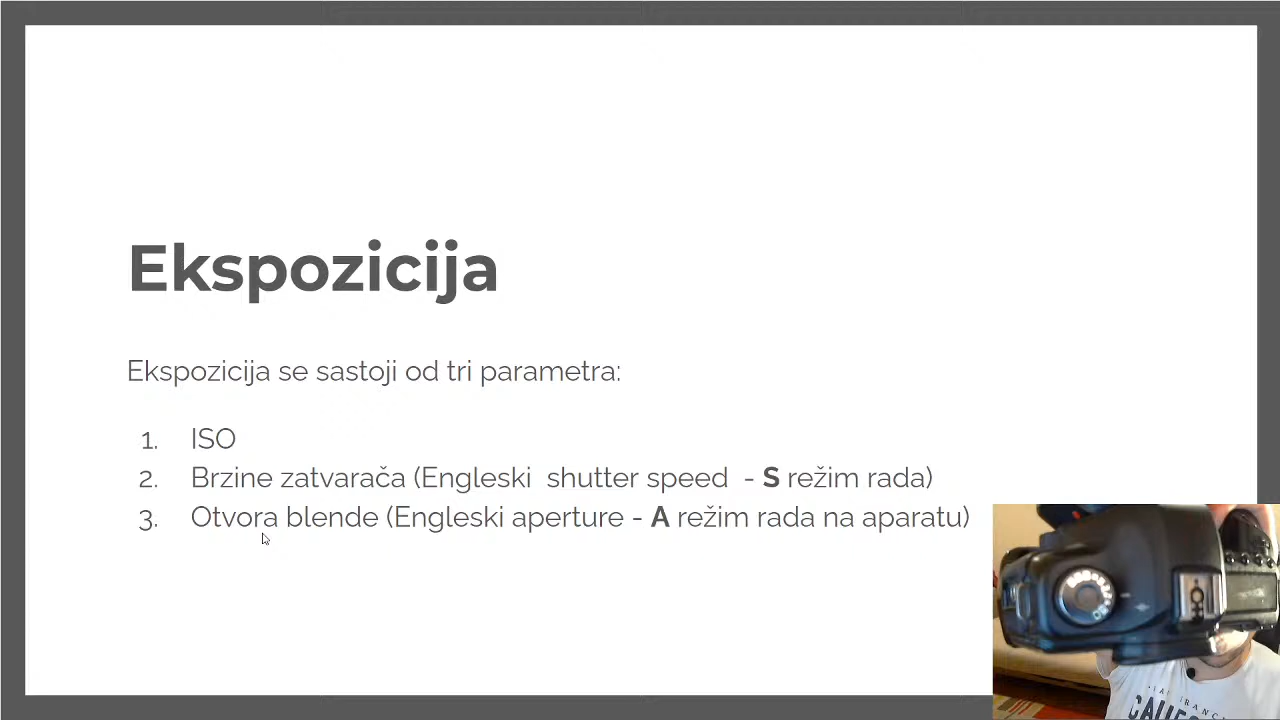 Ekspozicija
Ekspozicija se sastoji od tri parametra:
1. ISO
2. Brzine zatvarača (Engleski shutter speed - S režim rada)
3. Otvora blende (Engleski aperture - A režim rada na aparatu)